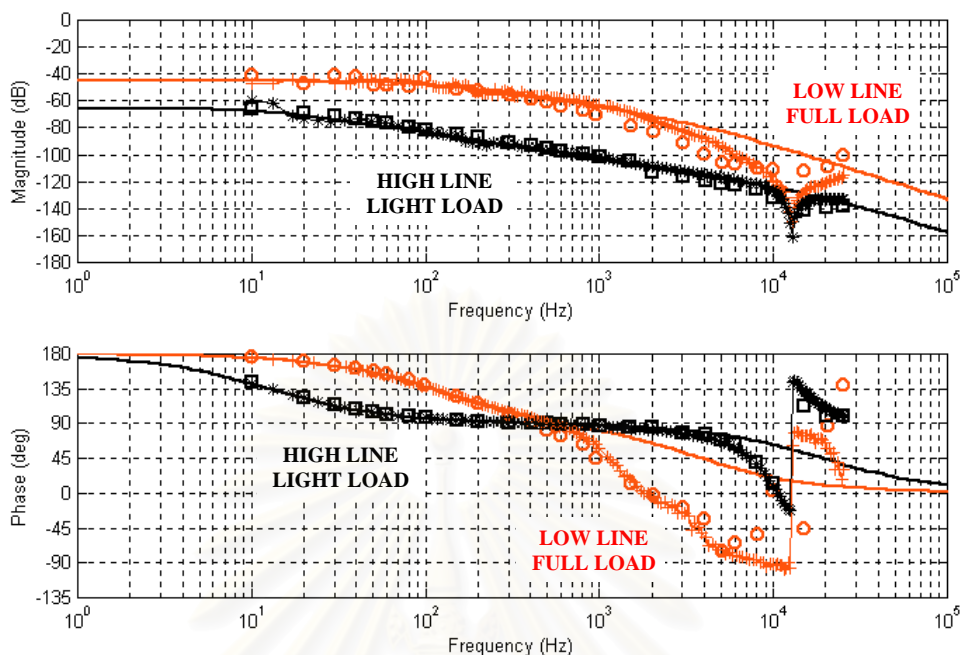 0
-20
-40
-60
-80
-100
-120
-140
-160
-180
Magnitude (dB)
LOW LINE
FULL LOAD
HIGH LINE
LIGHT LOAD
10^0
10^1
10^2
10^3
10^4
10^5
Frequency (Hz)
180
135
90
45
0
-45
-90
-135
Phase (deg)
HIGH LINE
LIGHT LOAD
LOW LINE
FULL LOAD
10^0
10^1
10^2
10^3
10^4
10^5
Frequency (Hz)